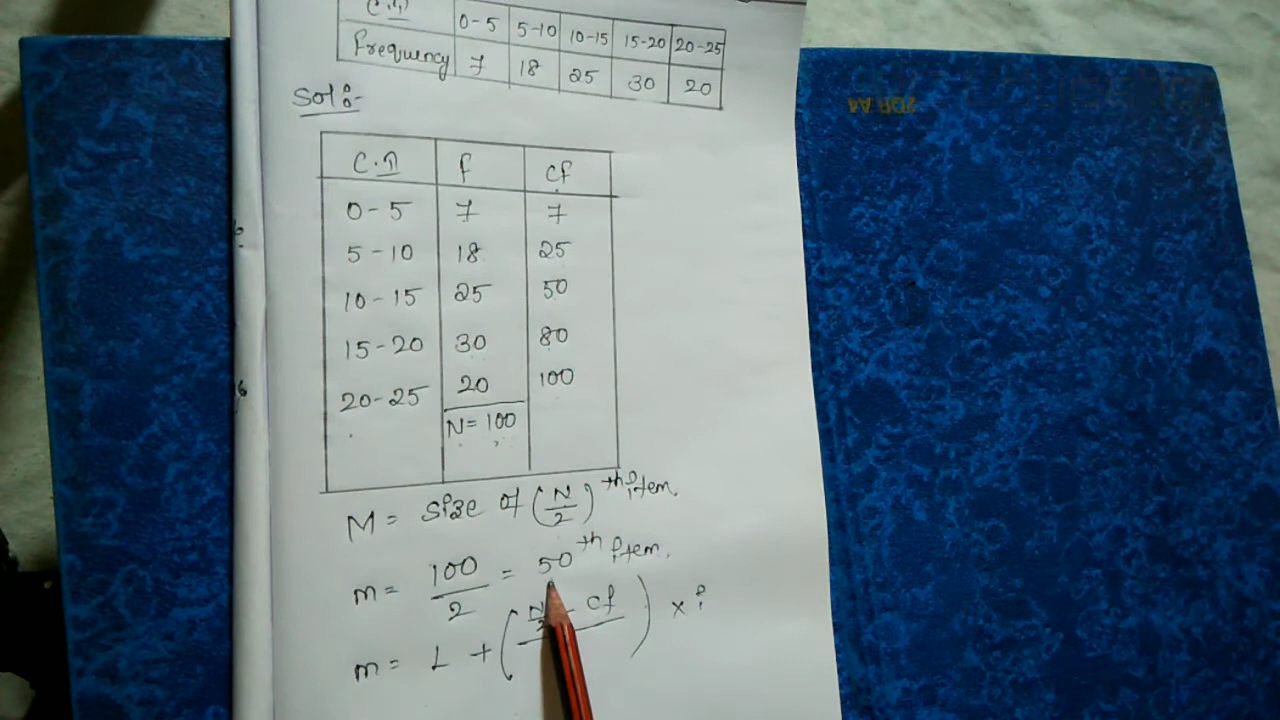 C.I 0-5 5-10 10-15 15-20 20-25
frequency 7 18 25 30 20
Sol:-
C.I f cf
0-5 7 7
5-10 18 25
10-15 25 50
15-20 30 80
20-25 20 100
N=100
M= Size of (N/2)th item.
m= 100/2 = 50th item.
m= L + (N/2 - cf) x i